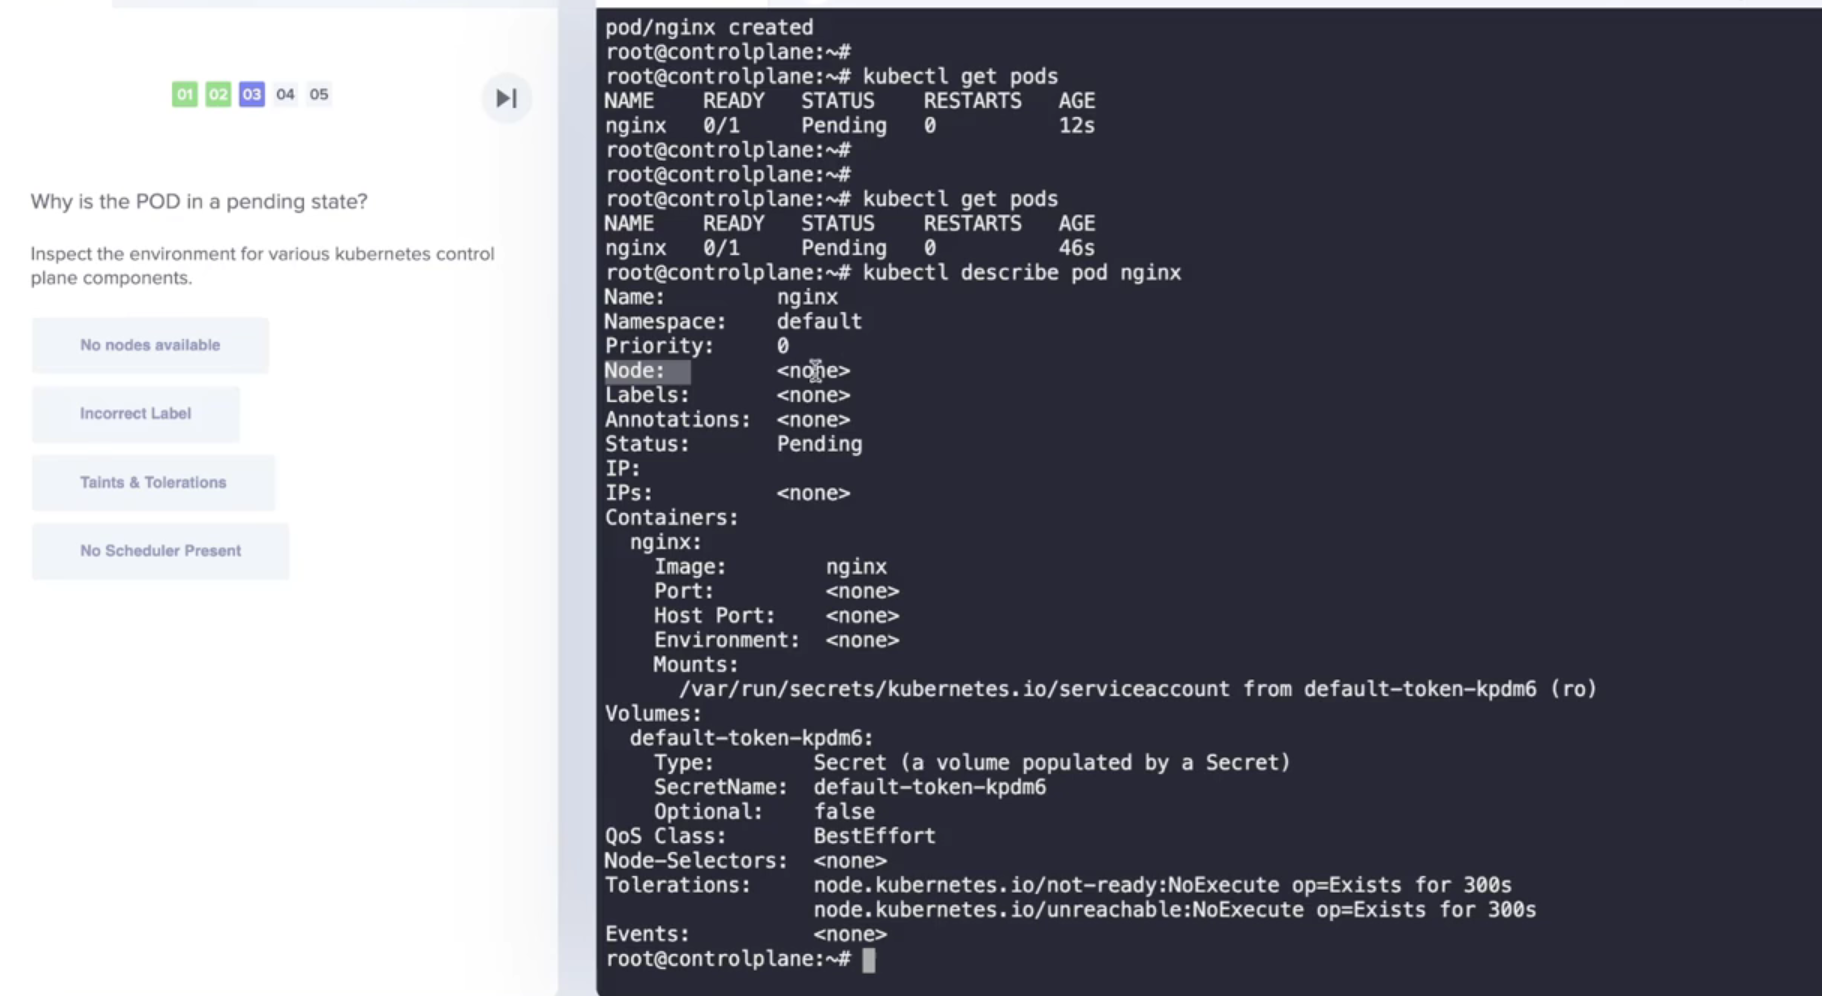 01 02 03 04 05
Why is the POD in a pending state?
Inspect the environment for various kubernetes control
plane components.
No nodes available
Incorrect Label
Taints & Tolerations
No Scheduler Present
pod/nginx created
root@controlplane:~#
root@controlplane:~# kubectl get pods
NAME    READY   STATUS    RESTARTS   AGE
nginx   0/1     Pending   0          12s
root@controlplane:~#
root@controlplane:~#
root@controlplane:~# kubectl get pods
NAME    READY   STATUS    RESTARTS   AGE
nginx   0/1     Pending   0          46s
root@controlplane:~# kubectl describe pod nginx
Name:         nginx
Namespace:    default
Priority:     0
Node:         <none>
Labels:       <none>
Annotations:  <none>
Status:       Pending
IP:
IPs:          <none>
Containers:
  nginx:
    Image:        nginx
    Port:         <none>
    Host Port:    <none>
    Environment:  <none>
    Mounts:
      /var/run/secrets/kubernetes.io/serviceaccount from default-token-kpdm6 (ro)
Volumes:
  default-token-kpdm6:
    Type:        Secret (a volume populated by a Secret)
    SecretName:  default-token-kpdm6
    Optional:    false
QoS Class:       BestEffort
Node-Selectors:  <none>
Tolerations:     node.kubernetes.io/not-ready:NoExecute op=Exists for 300s
                 node.kubernetes.io/unreachable:NoExecute op=Exists for 300s
Events:          <none>
root@controlplane:~#